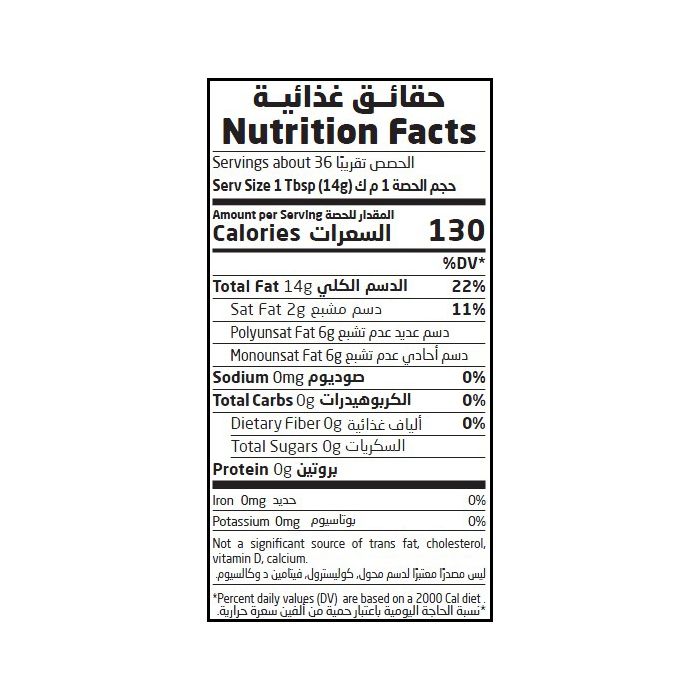 حقائق غذائية
Nutrition Facts
Servings about 36 الحصص تقريبًا
Serv Size 1 Tbsp (14g) حجم الحصة 1 م ك
Amount per Serving المقدار للحصة
Calories السعرات 130
%DV*
Total Fat 14g الدسم الكلي 22%
Sat Fat 2g دسم مشبع 11%
Polyunsat Fat 6g دسم عديد عدم تشبع
Monounsat Fat 6g دسم أحادي عدم تشبع
Sodium 0mg صوديوم 0%
Total Carbs 0g الكربوهيدرات 0%
Dietary Fiber 0g ألياف غذائية 0%
Total Sugars 0g السكريات
Protein 0g بروتين
Iron 0mg حديد 0%
Potassium 0mg بوتاسيوم 0%
Not a significant source of trans fat, cholesterol,
vitamin D, calcium.
ليس مصدرًا معتبرًا لدسم محول، كوليسترول، فيتامين د وكالسيوم.
*Percent daily values (DV) are based on a 2000 Cal diet .
*نسبة الحاجة اليومية باعتبار حمية من ألفين سعرة حرارية.